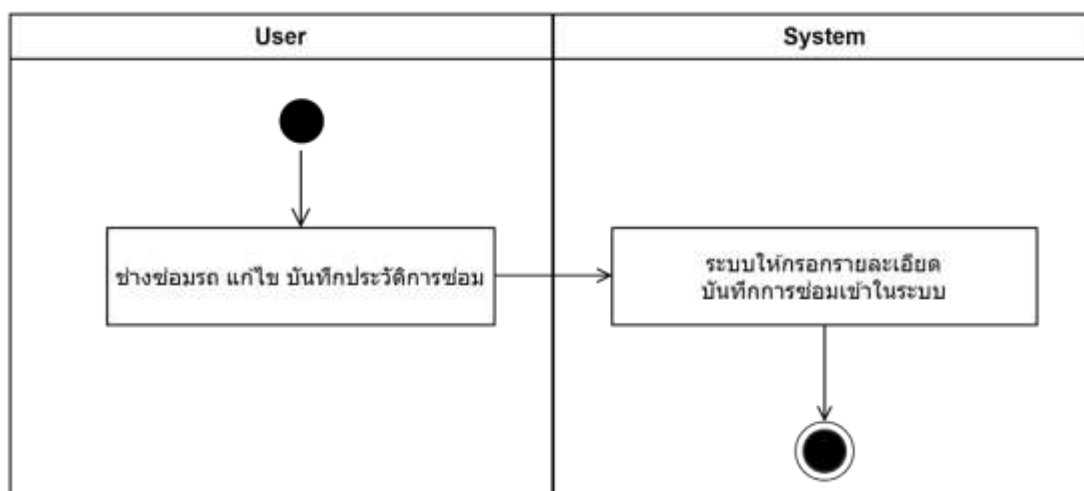 User
System
ช่างซ่อมรถ แก้ไข บันทึกประวัติการซ่อม
ระบบให้กรอกรายละเอียด
บันทึกการซ่อมเข้าในระบบ